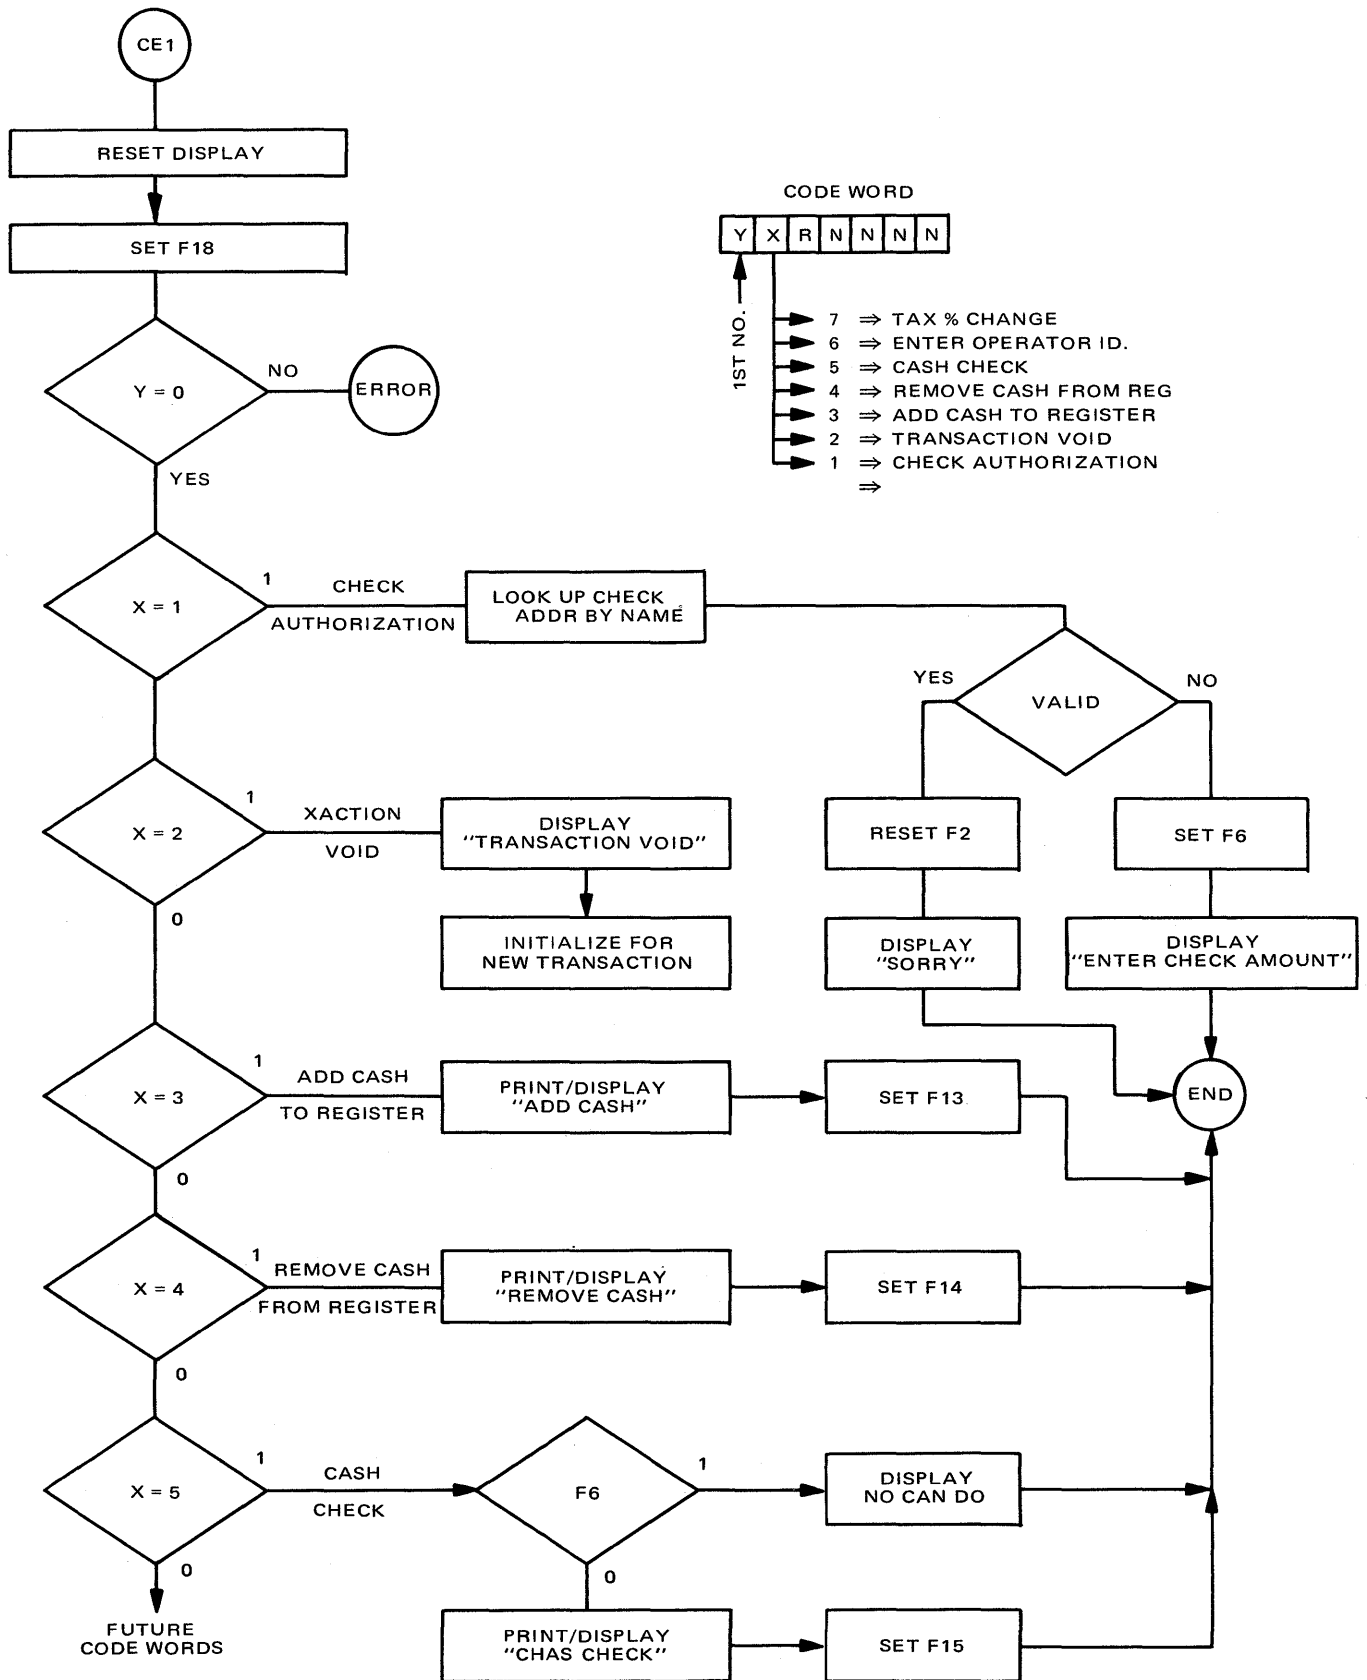 CE1
RESET DISPLAY
SET F18
Y = 0
NO
ERROR
YES
CODE WORD
Y X R N N N N
1ST NO.
7 ⇒ TAX % CHANGE
6 ⇒ ENTER OPERATOR ID.
5 ⇒ CASH CHECK
4 ⇒ REMOVE CASH FROM REG
3 ⇒ ADD CASH TO REGISTER
2 ⇒ TRANSACTION VOID
1 ⇒ CHECK AUTHORIZATION
⇒
X = 1
1
CHECK
AUTHORIZATION
LOOK UP CHECK
ADDR BY NAME
VALID
YES
NO
RESET F2
SET F6
DISPLAY
"SORRY"
DISPLAY
"ENTER CHECK AMOUNT"
END
X = 2
1
XACTION
VOID
DISPLAY
"TRANSACTION VOID"
INITIALIZE FOR
NEW TRANSACTION
0
X = 3
1
ADD CASH
TO REGISTER
PRINT/DISPLAY
"ADD CASH"
SET F13
0
X = 4
1
REMOVE CASH
FROM REGISTER
PRINT/DISPLAY
"REMOVE CASH"
SET F14
0
X = 5
1
CASH
CHECK
F6
1
DISPLAY
NO CAN DO
0
0
FUTURE
CODE WORDS
PRINT/DISPLAY
"CHAS CHECK"
SET F15